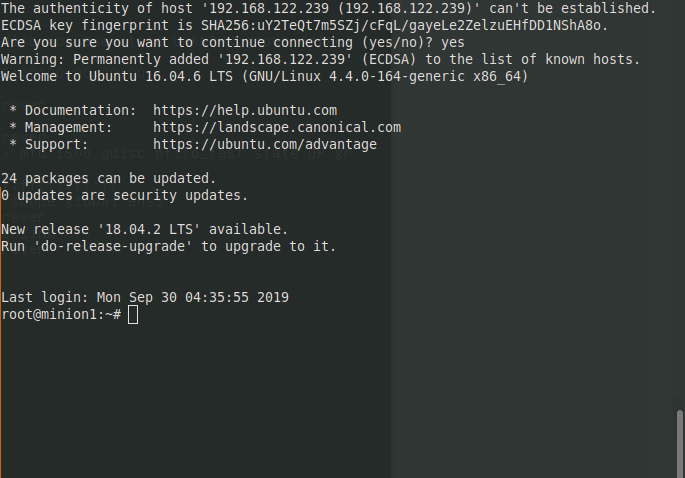 The authenticity of host '192.168.122.239 (192.168.122.239)' can't be established.
ECDSA key fingerprint is SHA256:uY2TeQt7m5SZj/cFqL/gayeLe2ZelzuEHfDD1NShA8o.
Are you sure you want to continue connecting (yes/no)? yes
Warning: Permanently added '192.168.122.239' (ECDSA) to the list of known hosts.
Welcome to Ubuntu 16.04.6 LTS (GNU/Linux 4.4.0-164-generic x86_64)
* Documentation: https://help.ubuntu.com
* Management: https://landscape.canonical.com
* Support: https://ubuntu.com/advantage
24 packages can be updated.
0 updates are security updates.
New release '18.04.2 LTS' available.
Run 'do-release-upgrade' to upgrade to it.
Last login: Mon Sep 30 04:35:55 2019
root@minion1:~#